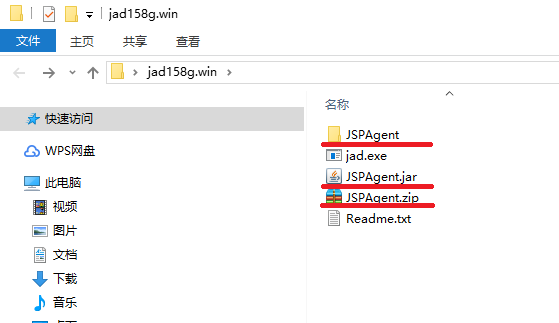 jad158g.win
文件
主页
共享
查看
jad158g.win
快速访问
WPS网盘
此电脑
视频
图片
文档
下载
音乐
名称
JSPAgent
jad.exe
JSPAgent.jar
JSPAgent.zip
Readme.txt